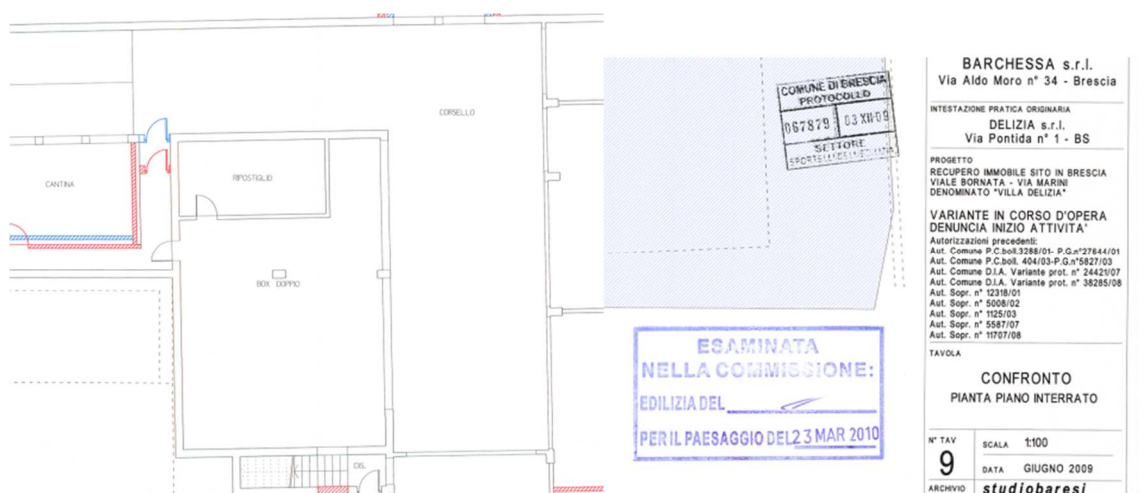 CORSELLO
CANTINA
RIPOSTIGLIO
BOX DOPPIO
DIS.
COMUNE DI BRESCIA
PROTOCOLLO
067879 03 XII 09
SETTORE
ESAMINATA
NELLA COMMISSIONE:
EDILIZIA DEL
PER IL PAESAGGIO DEL 23 MAR 2010
BARCHESSA s.r.l.
Via Aldo Moro n° 34 - Brescia
INTESTAZIONE PRATICA ORIGINARIA
DELIZIA s.r.l.
Via Pontida n° 1 - BS
PROGETTO
RECUPERO IMMOBILE SITO IN BRESCIA
VIALE BORNATA - VIA MARINI
DENOMINATO "VILLA DELIZIA"
VARIANTE IN CORSO D'OPERA
DENUNCIA INIZIO ATTIVITA'
Autorizzazioni precedenti:
Aut. Comune P.C.boll.3288/01- P.G.n°27644/01
Aut. Comune P.C.boll. 404/03-P.G.n°5827/03
Aut. Comune D.I.A. Variante prot. n° 24421/07
Aut. Comune D.I.A. Variante prot. n° 38285/08
Aut. Sopr. n° 12318/01
Aut. Sopr. n° 5008/02
Aut. Sopr. n° 1125/03
Aut. Sopr. n° 5587/07
Aut. Sopr. n° 11707/08
TAVOLA
CONFRONTO
PIANTA PIANO INTERRATO
N° TAV
9
SCALA 1:100
DATA GIUGNO 2009
ARCHIVIO studiobaresi